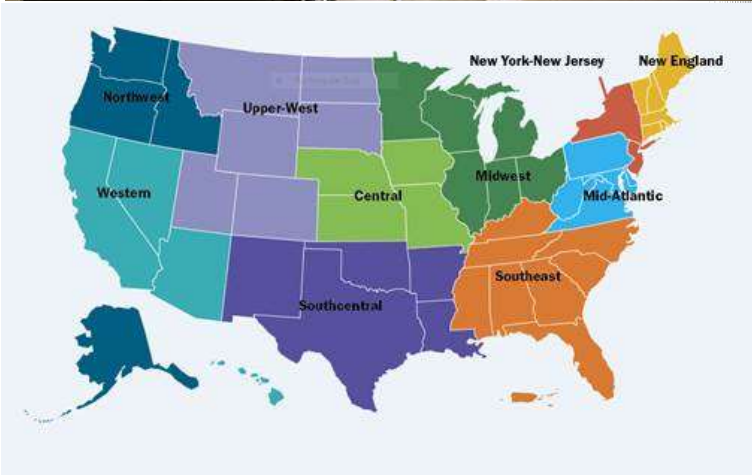 New York-New Jersey
New England
Northwest
Upper-West
Midwest
Western
Central
Mid-Atlantic
Southeast
Southcentral